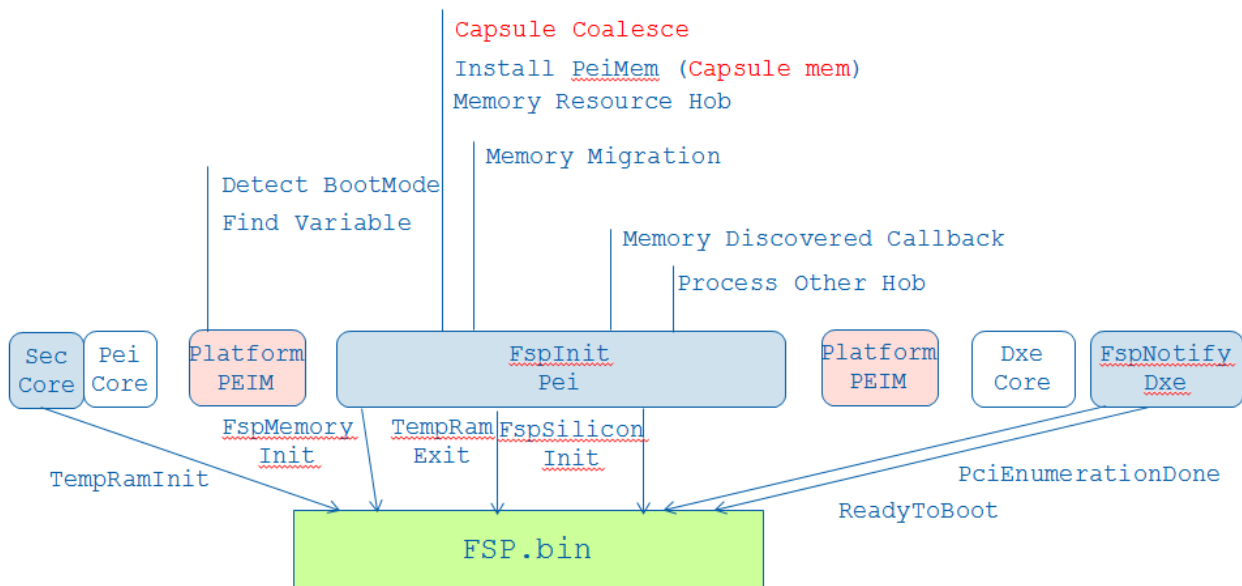 Capsule Coalesce
Install PeiMem (Capsule mem)
Memory Resource Hob
Memory Migration
Detect BootMode
Find Variable
Memory Discovered Callback
Process Other Hob
Sec
Core
Pei
Core
Platform
PEIM
FspInit
Pei
Platform
PEIM
Dxe
Core
FspNotify
Dxe
TempRamInit
FspMemory
Init
TempRam
Exit
FspSilicon
Init
PciEnumerationDone
ReadyToBoot
FSP.bin